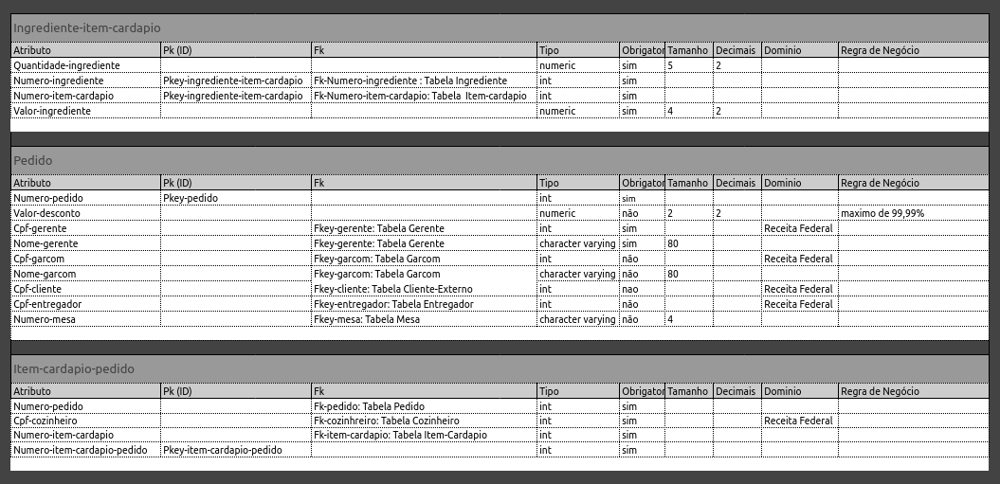 Ingrediente-item-cardapio
Atributo Pk (ID) Fk Tipo Obrigator Tamanho Decimais Dominio Regra de Negócio
Quantidade-ingrediente numeric sim 5 2
Numero-ingrediente Pkey-ingrediente-item-cardapio Fk-Numero-ingrediente : Tabela Ingrediente int sim
Numero-item-cardapio Pkey-ingrediente-item-cardapio Fk-Numero-item-cardapio: Tabela Item-cardapio int sim
Valor-ingrediente numeric sim 4 2
Pedido
Atributo Pk (ID) Fk Tipo Obrigator Tamanho Decimais Dominio Regra de Negócio
Numero-pedido Pkey-pedido int sim
Valor-desconto numeric não 2 2 maximo de 99,99%
Cpf-gerente Fkey-gerente: Tabela Gerente int sim Receita Federal
Nome-gerente Fkey-gerente: Tabela Gerente character varying sim 80
Cpf-garcom Fkey-garcom: Tabela Garcom int não Receita Federal
Nome-garcom Fkey-garcom: Tabela Garcom character varying não 80
Cpf-cliente Fkey-cliente: Tabela Cliente-Externo int nao Receita Federal
Cpf-entregador Fkey-entregador: Tabela Entregador int não Receita Federal
Numero-mesa Fkey-mesa: Tabela Mesa character varying não 4
Item-cardapio-pedido
Atributo Pk (ID) Fk Tipo Obrigator Tamanho Decimais Dominio Regra de Negócio
Numero-pedido Fk-pedido: Tabela Pedido int sim
Cpf-cozinheiro Fk-cozinhreiro: Tabela Cozinheiro int sim Receita Federal
Numero-item-cardapio Fk-item-cardapio: Tabela Item-Cardapio int sim
Numero-item-cardapio-pedido Pkey-item-cardapio-pedido int sim